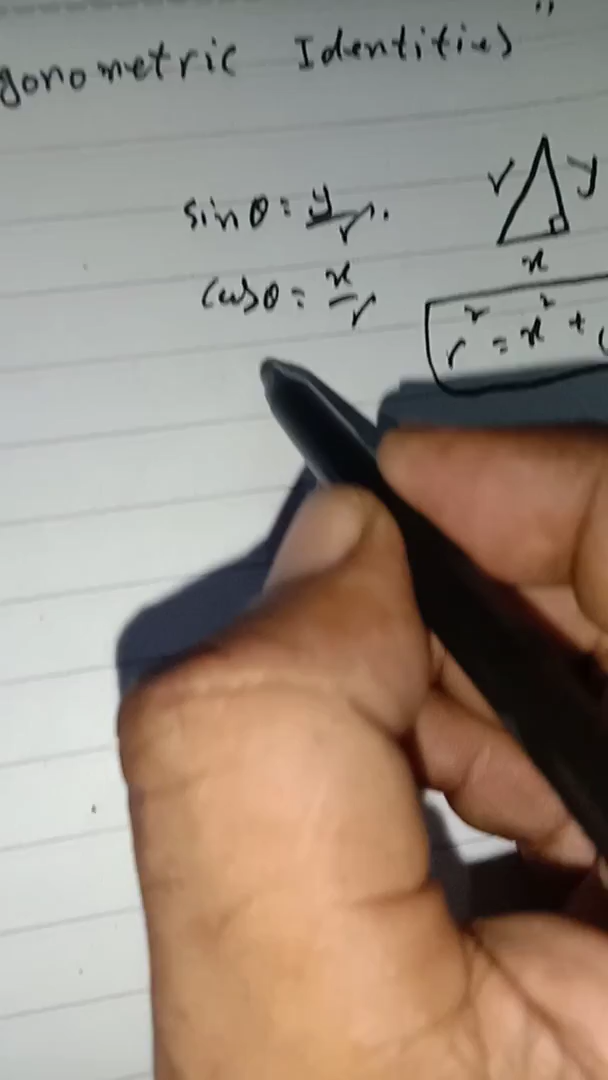 gonometric Identities"
sinθ = y/r.
r y
x
cosθ = x/r
r² = x² +